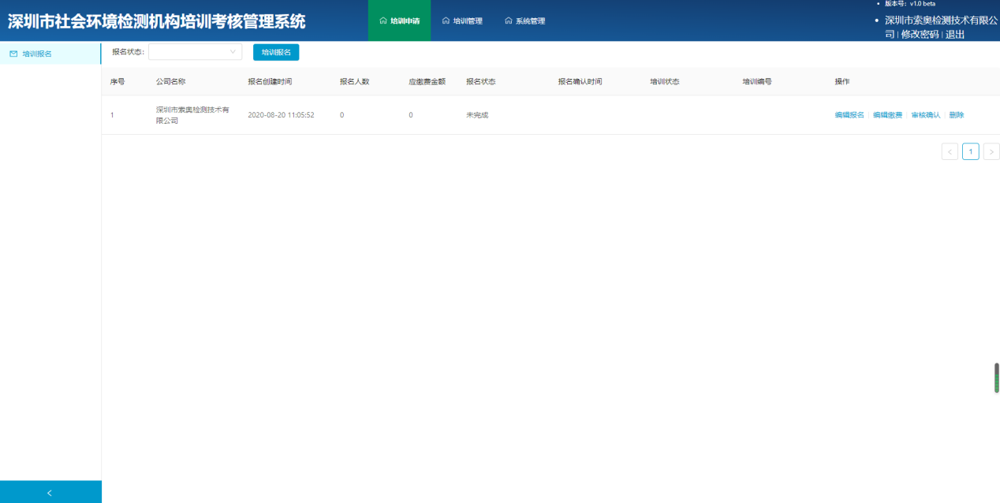 深圳市社会环境检测机构培训考核管理系统
培训申请
培训管理
系统管理
• 版本号：v1.0 beta
• 深圳市索奥检测技术有限公
司 | 修改密码 | 退出
培训报名
报名状态:
培训报名
序号 公司名称 报名创建时间 报名人数 应缴费金额 报名状态 报名确认时间 培训状态 培训编号 操作
1 深圳市索奥检测技术有 2020-08-20 11:05:52 0 0 未完成 编辑报名 编辑缴费 审核确认 删除
限公司
< 1 >
<